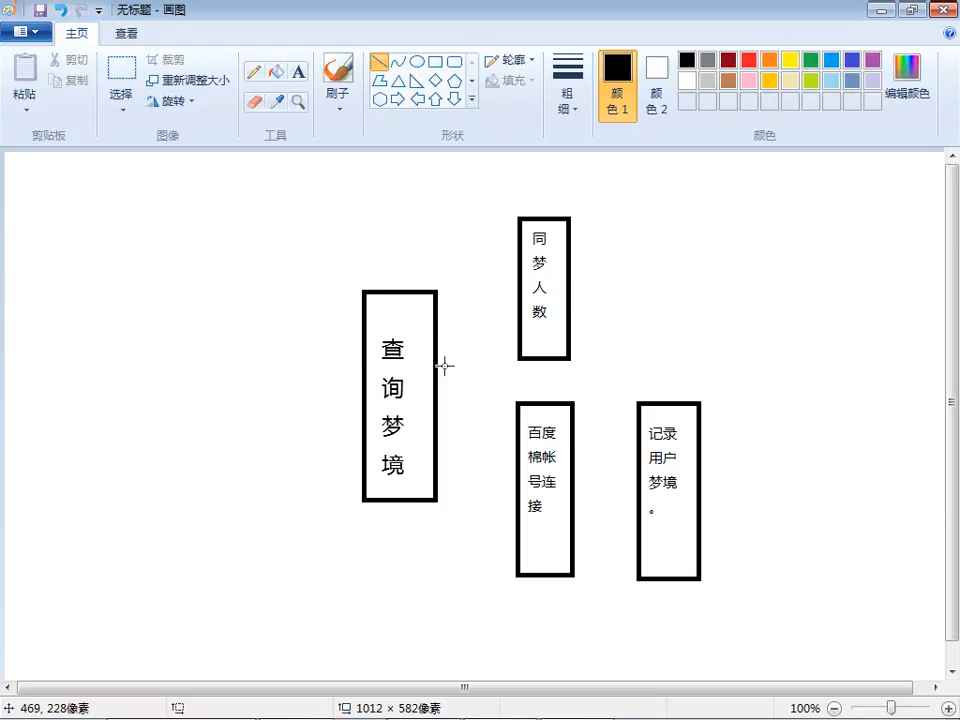 无标题 - 画图
主页
查看
粘贴
剪切
复制
剪贴板
选择
裁剪
重新调整大小
旋转
图像
A
工具
刷子
轮廓
填充
形状
粗
细
颜
色 1
颜
色 2
编辑颜色
颜色
同
梦
人
数
查
询
梦
境
百度
棉帐
号连
接
记录
用户
梦境
。
469, 228像素
1012 × 582像素
100%